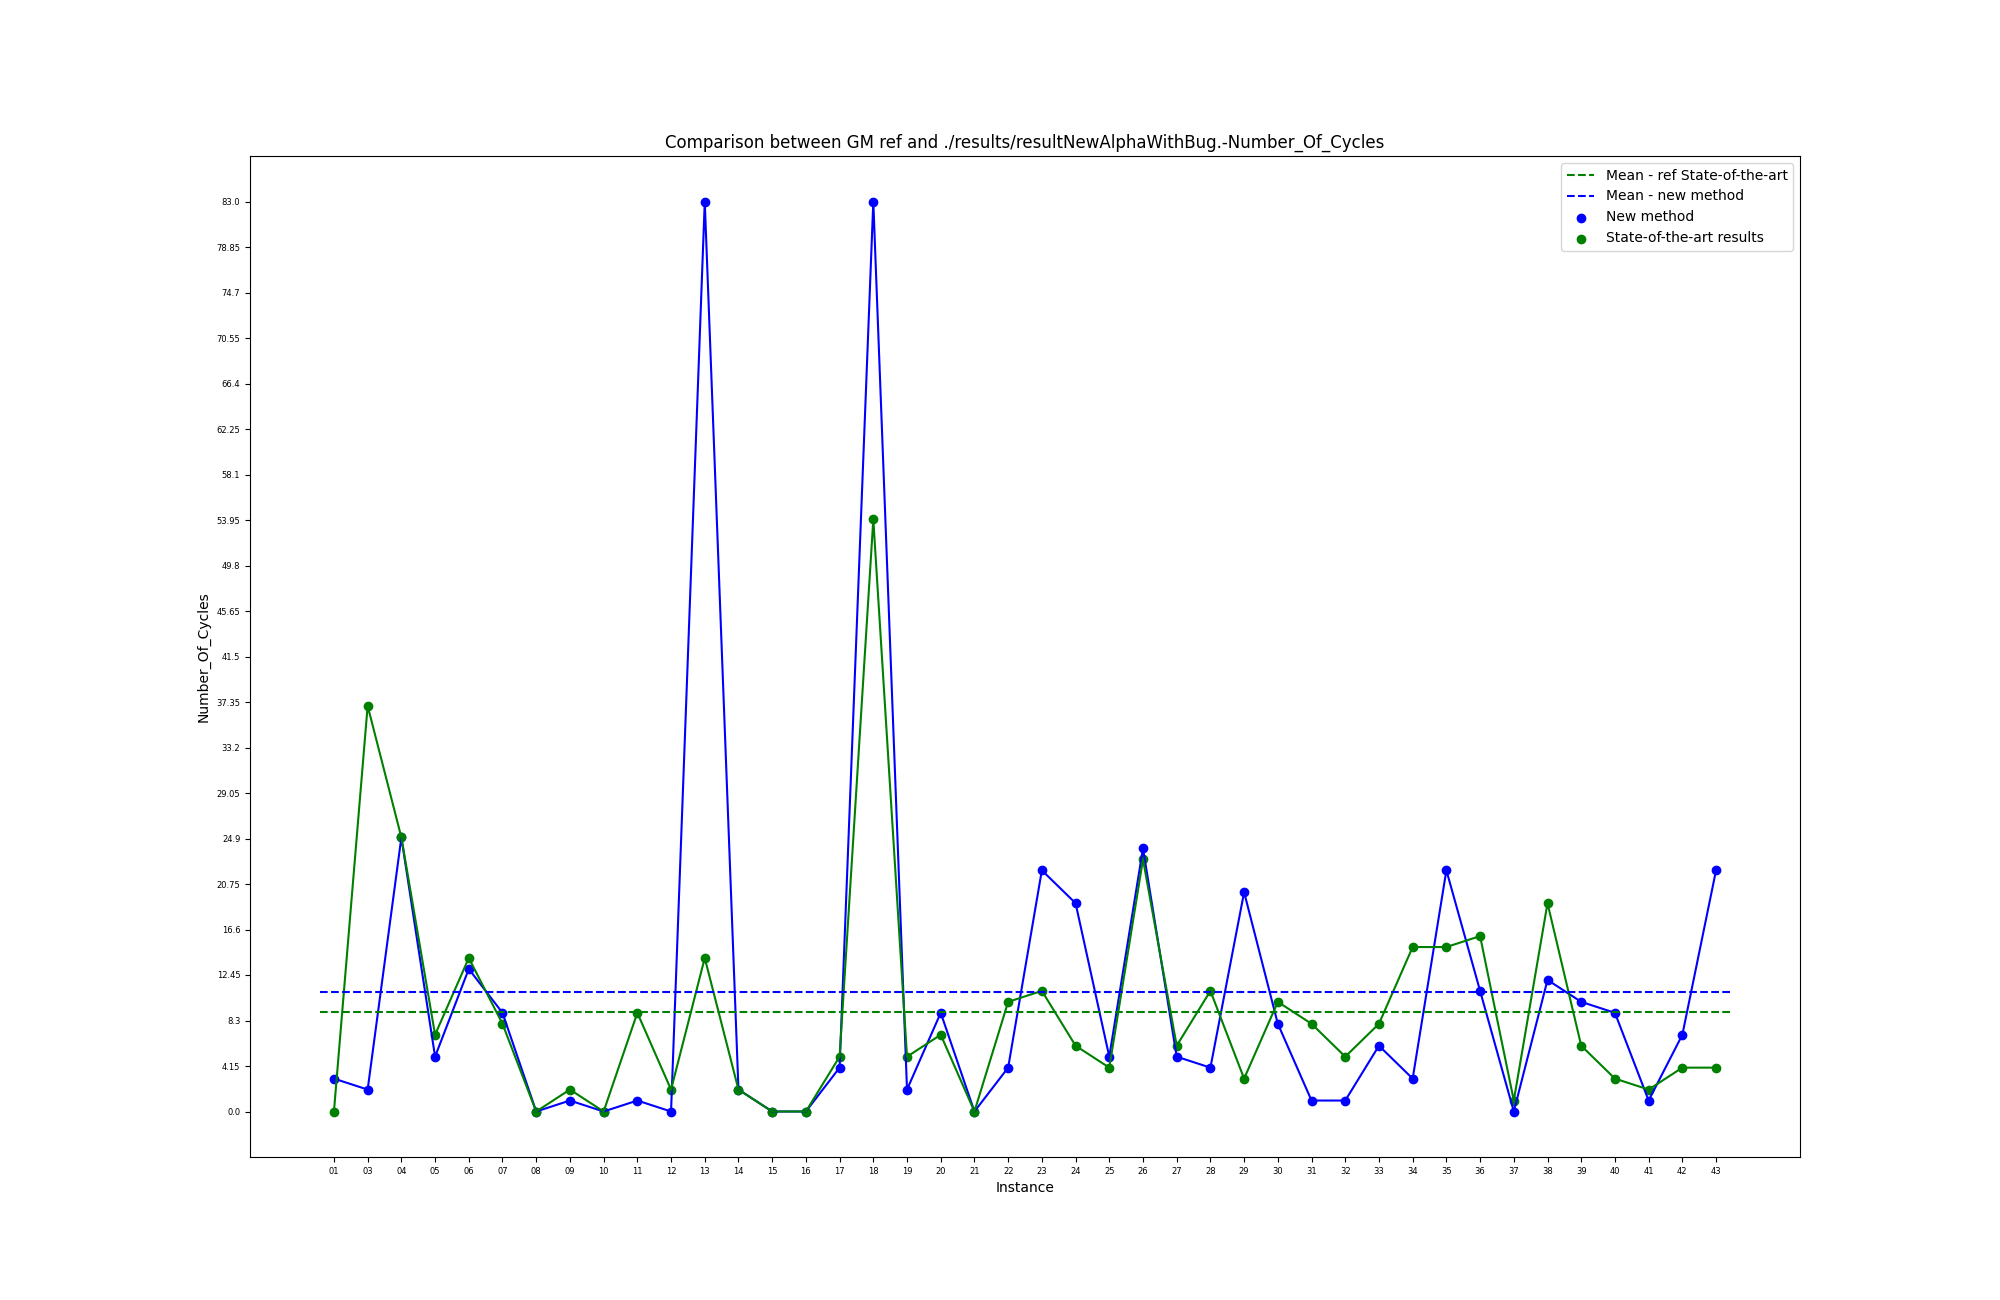 Comparison between GM ref and ./results/resultNewAlphaWithBug.-Number_Of_Cycles
Mean - ref State-of-the-art
Mean - new method
New method
State-of-the-art results
83.0
78.85
74.7
70.55
66.4
62.25
58.1
53.95
49.8
45.65
41.5
37.35
33.2
29.05
24.9
20.75
16.6
12.45
8.3
4.15
0.0
Number_Of_Cycles
01 03 04 05 06 07 08 09 10 11 12 13 14 15 16 17 18 19 20 21 22 23 24 25 26 27 28 29 30 31 32 33 34 35 36 37 38 39 40 41 42 43
Instance